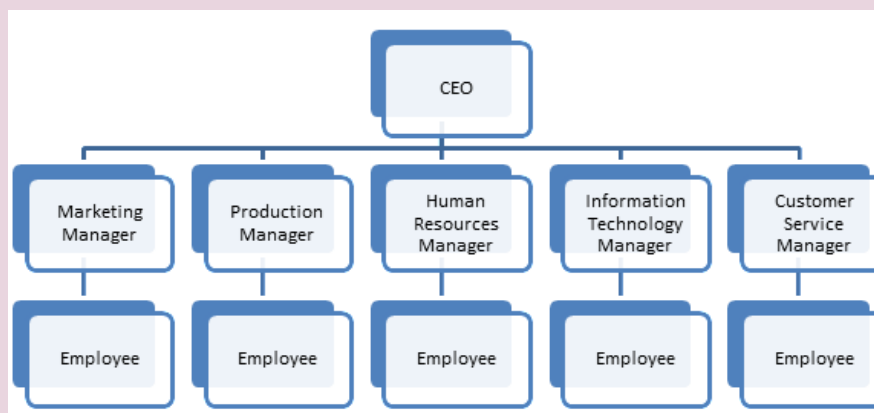 CEO
Marketing
Manager
Production
Manager
Human
Resources
Manager
Information
Technology
Manager
Customer
Service
Manager
Employee
Employee
Employee
Employee
Employee